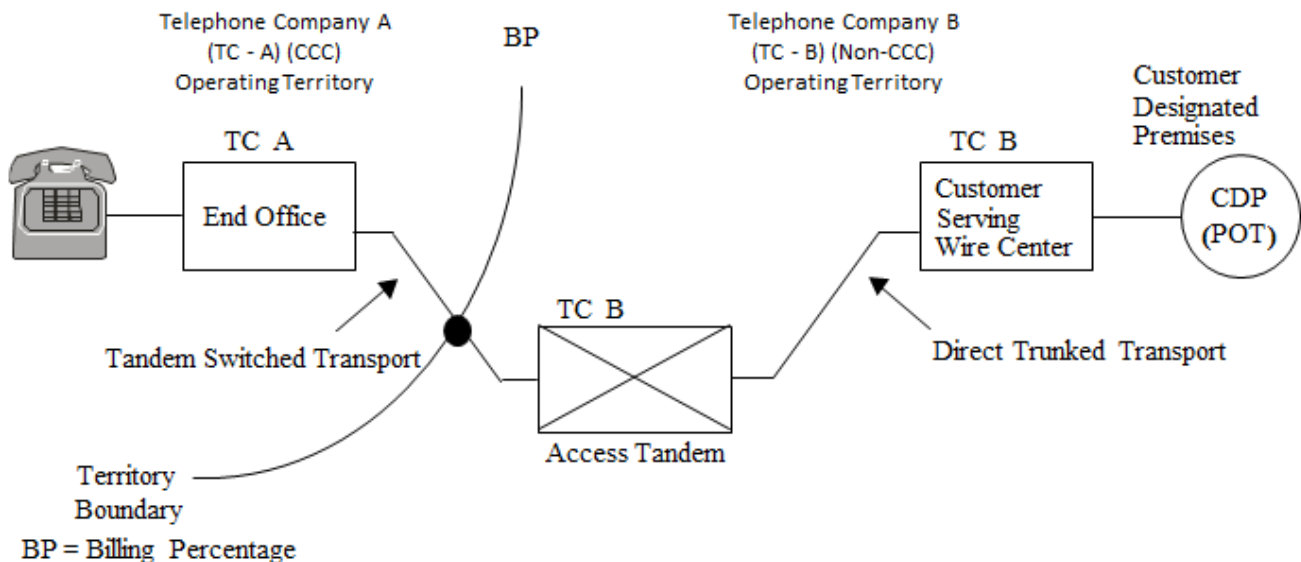 Telephone Company A
(TC - A) (CCC)
Operating Territory
BP
Telephone Company B
(TC - B) (Non-CCC)
Operating Territory
Customer
Designated
Premises
TC A
End Office
TC B
Customer
Serving
Wire Center
CDP
(POT)
Tandem Switched Transport
TC B
Direct Trunked Transport
Access Tandem
Territory
Boundary
BP = Billing Percentage